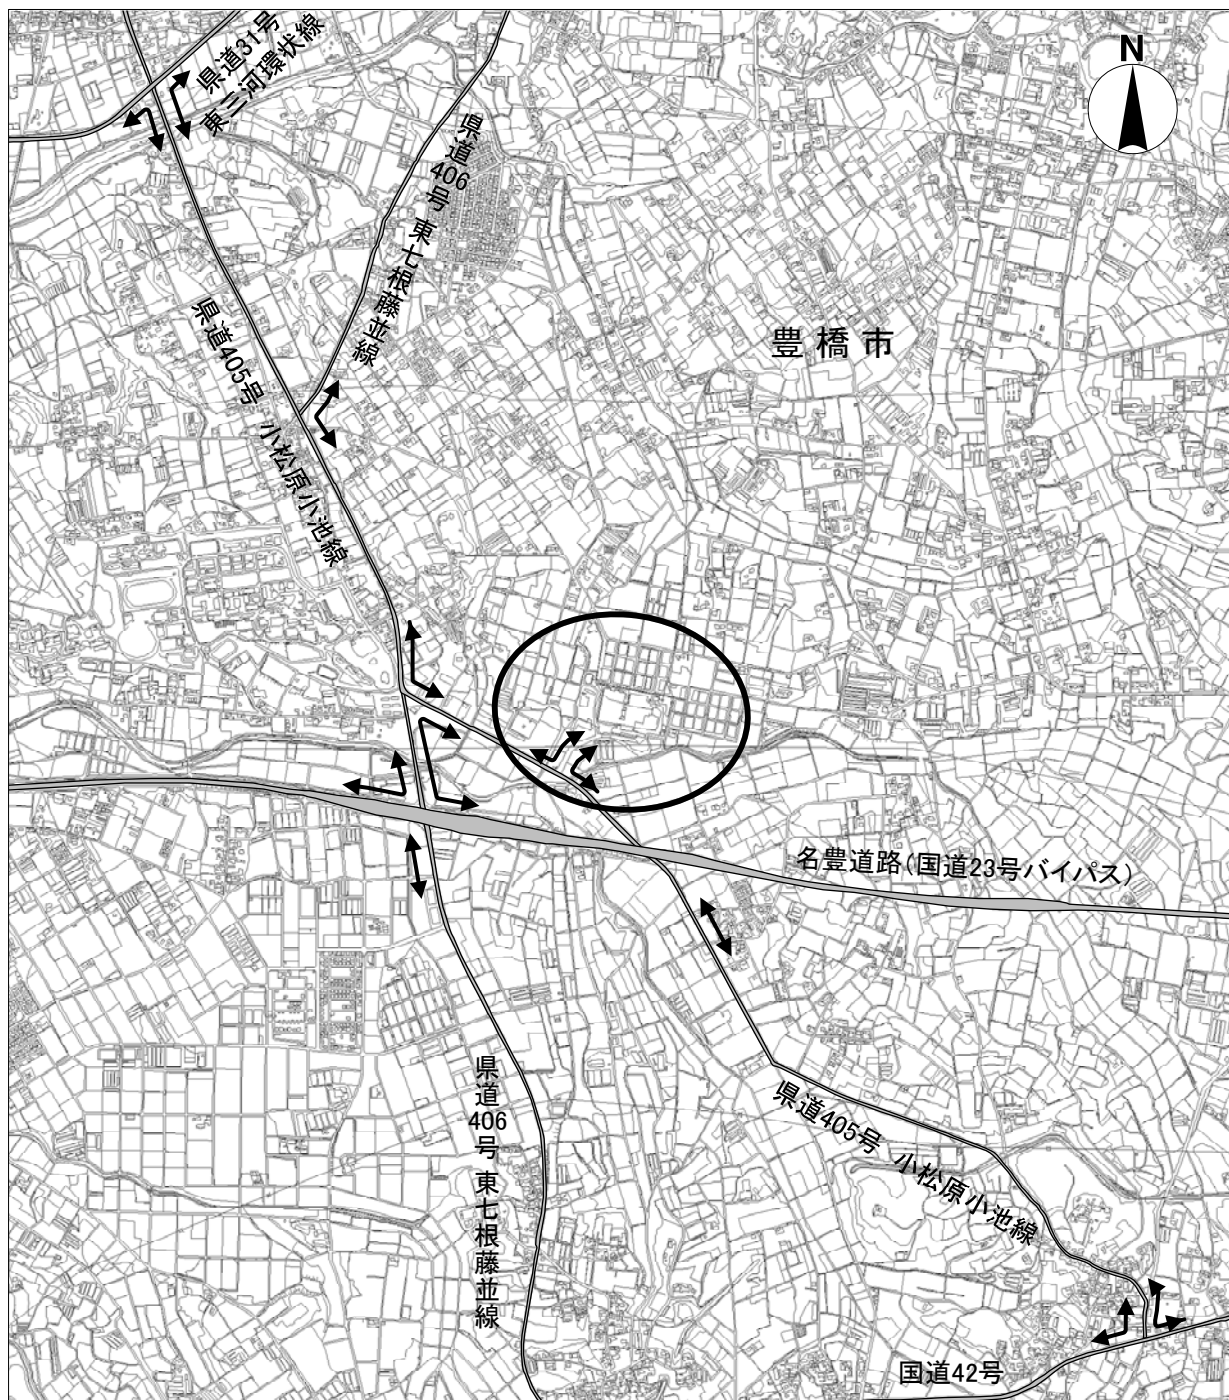 N
県道31号
東三河環状線
県道406号 東七根藤並線
県道405号 小松原小池線
豊橋市
名豊道路(国道23号バイパス)
県道406号 東七根藤並線
県道405号 小松原小池線
国道42号